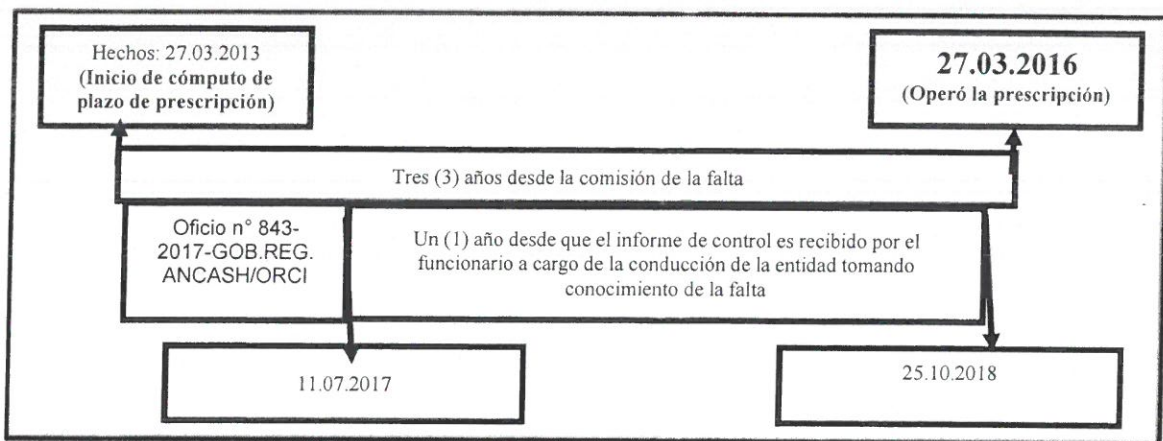 Hechos: 27.03.2013
(Inicio de cómputo de
plazo de prescripción)
27.03.2016
(Operó la prescripción)
Tres (3) años desde la comisión de la falta
Oficio n° 843-
2017-GOB.REG.
ANCASH/ORCI
Un (1) año desde que el informe de control es recibido por el
funcionario a cargo de la conducción de la entidad tomando
conocimiento de la falta
11.07.2017
25.10.2018